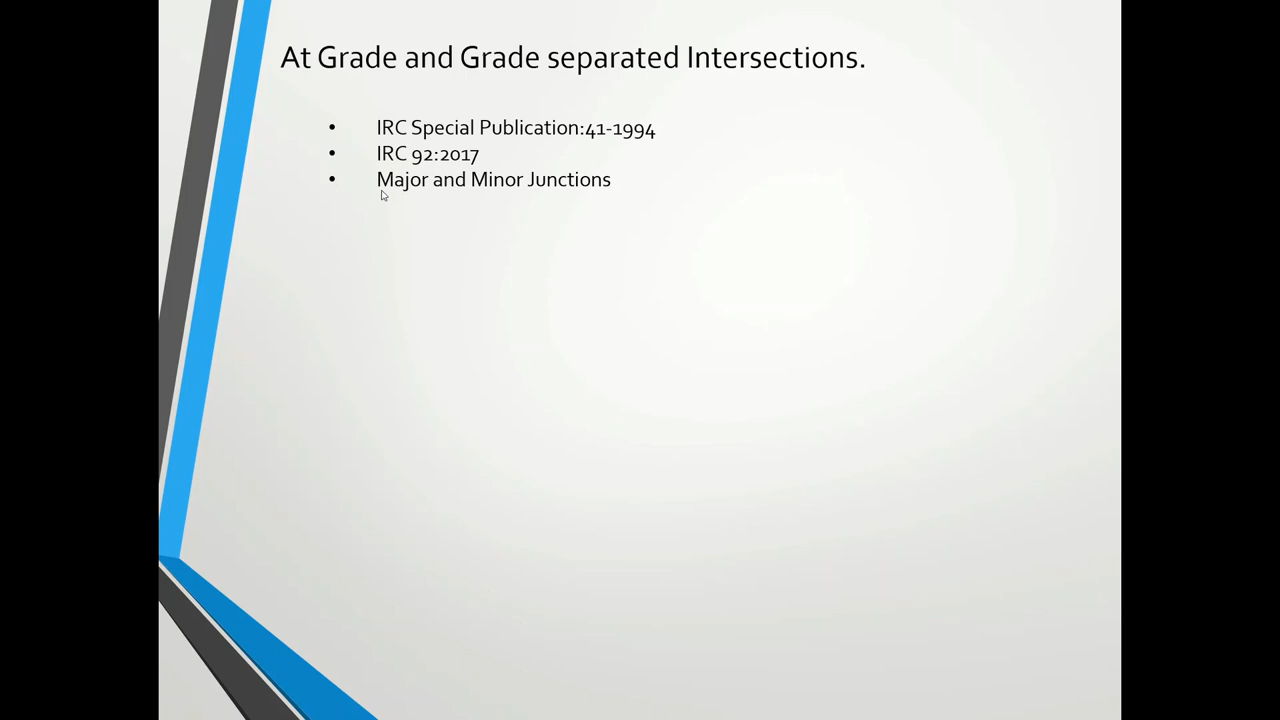 At Grade and Grade separated Intersections.
• IRC Special Publication:41-1994
• IRC 92:2017
• Major and Minor Junctions